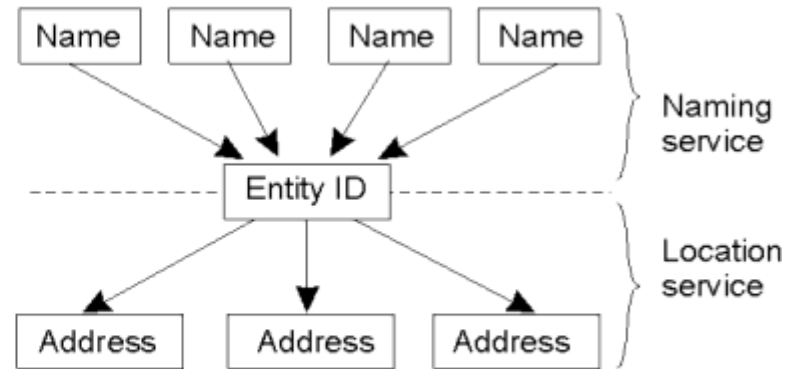 Name
Name
Name
Name
Naming
service
Entity ID
Location
service
Address
Address
Address